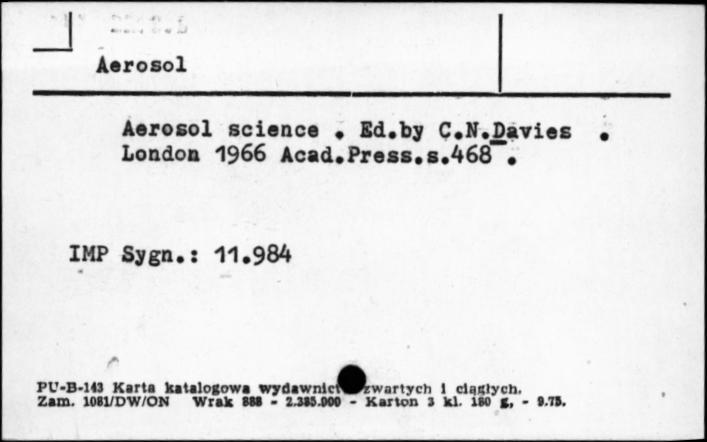 Aerosol
Aerosol science . Ed.by C.N.Davies .
London 1966 Acad.Press.s.468 .
IMP Sygn.: 11.984
PU-B-143 Karta katalogowa wydawnict zwartych i ciągłych.
Zam. 1081/DW/ON Wrak 888 - 2.385.000 - Karton 3 kl. 180 g, - 9.75.